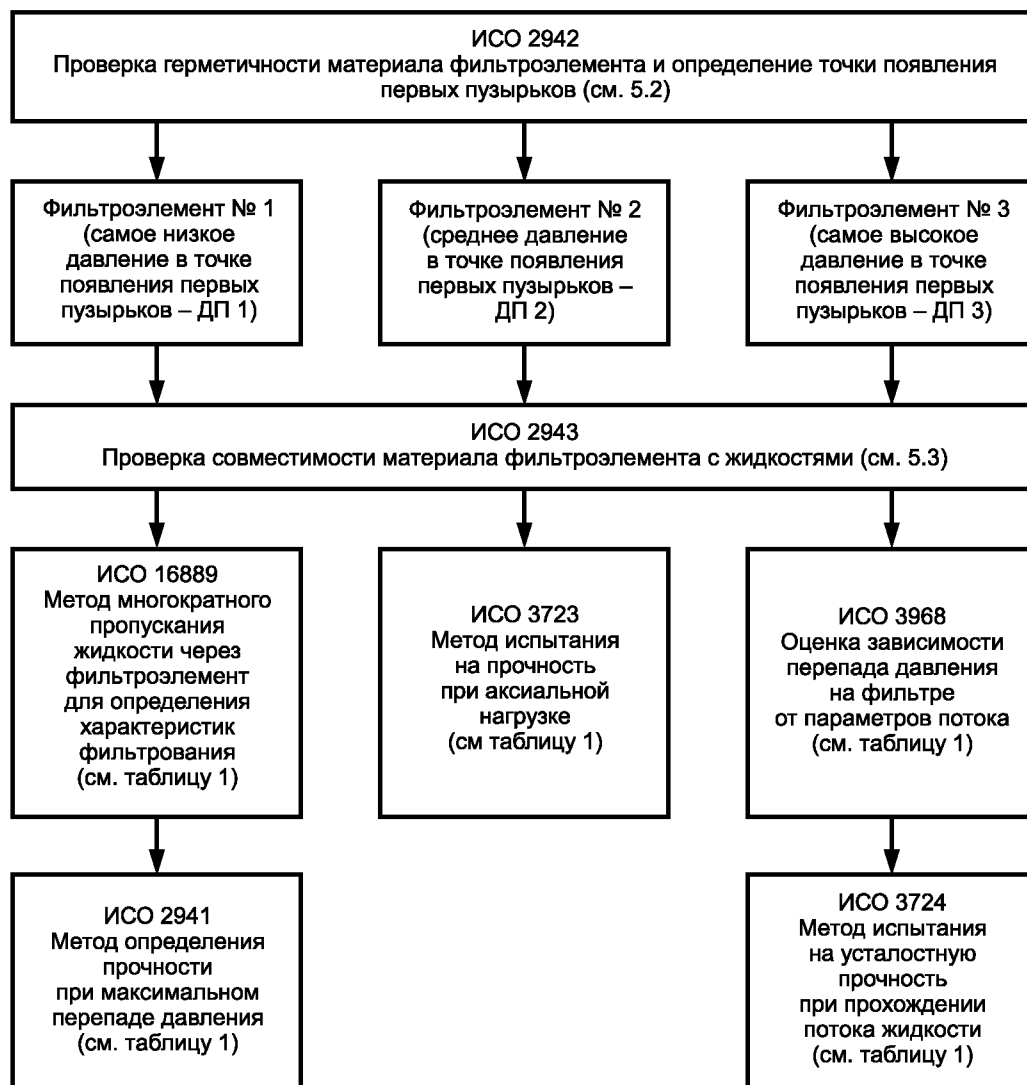 ИСО 2942
Проверка герметичности материала фильтроэлемента и определение точки появления
первых пузырьков (см. 5.2)
Фильтроэлемент № 1
(самое низкое
давление в точке
появления первых
пузырьков – ДП 1)
Фильтроэлемент № 2
(среднее давление
в точке появления
первых пузырьков –
ДП 2)
Фильтроэлемент № 3
(самое высокое
давление в точке
появления первых
пузырьков – ДП 3)
ИСО 2943
Проверка совместимости материала фильтроэлемента с жидкостями (см. 5.3)
ИСО 16889
Метод многократного
пропускания
жидкости через
фильтроэлемент
для определения
характеристик
фильтрования
(см. таблицу 1)
ИСО 3723
Метод испытания
на прочность
при аксиальной
нагрузке
(см таблицу 1)
ИСО 3968
Оценка зависимости
перепада давления
на фильтре
от параметров потока
(см. таблицу 1)
ИСО 2941
Метод определения
прочности
при максимальном
перепаде давления
(см. таблицу 1)
ИСО 3724
Метод испытания
на усталостную
прочность
при прохождении
потока жидкости
(см. таблицу 1)